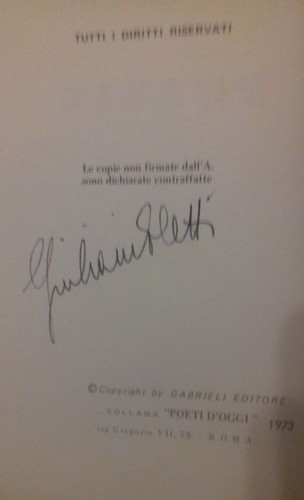 TUTTI I DIRITTI RISERVATI
Le copie non firmate dall'A.
sono dichiarate contraffatte
© Copyright by GABRIELI EDITORE
COLLANA "POETI D'OGGI" 1973
via Gregorio VII, 58 - ROMA